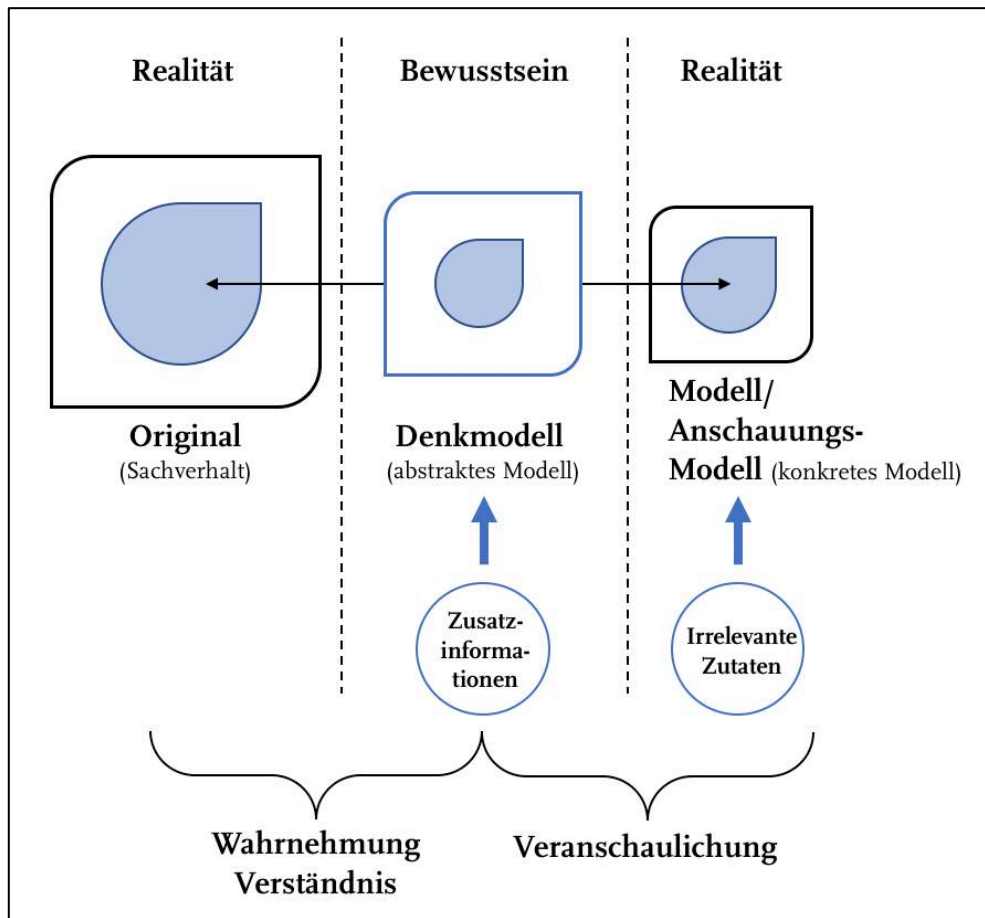 Realität
Bewusstsein
Realität
Original
(Sachverhalt)
Denkmodell
(abstraktes Modell)
Modell/
Anschauungs-
Modell (konkretes Modell)
Zusatz-
informa-
tionen
Irrelevante
Zutaten
Wahrnehmung
Verständnis
Veranschaulichung